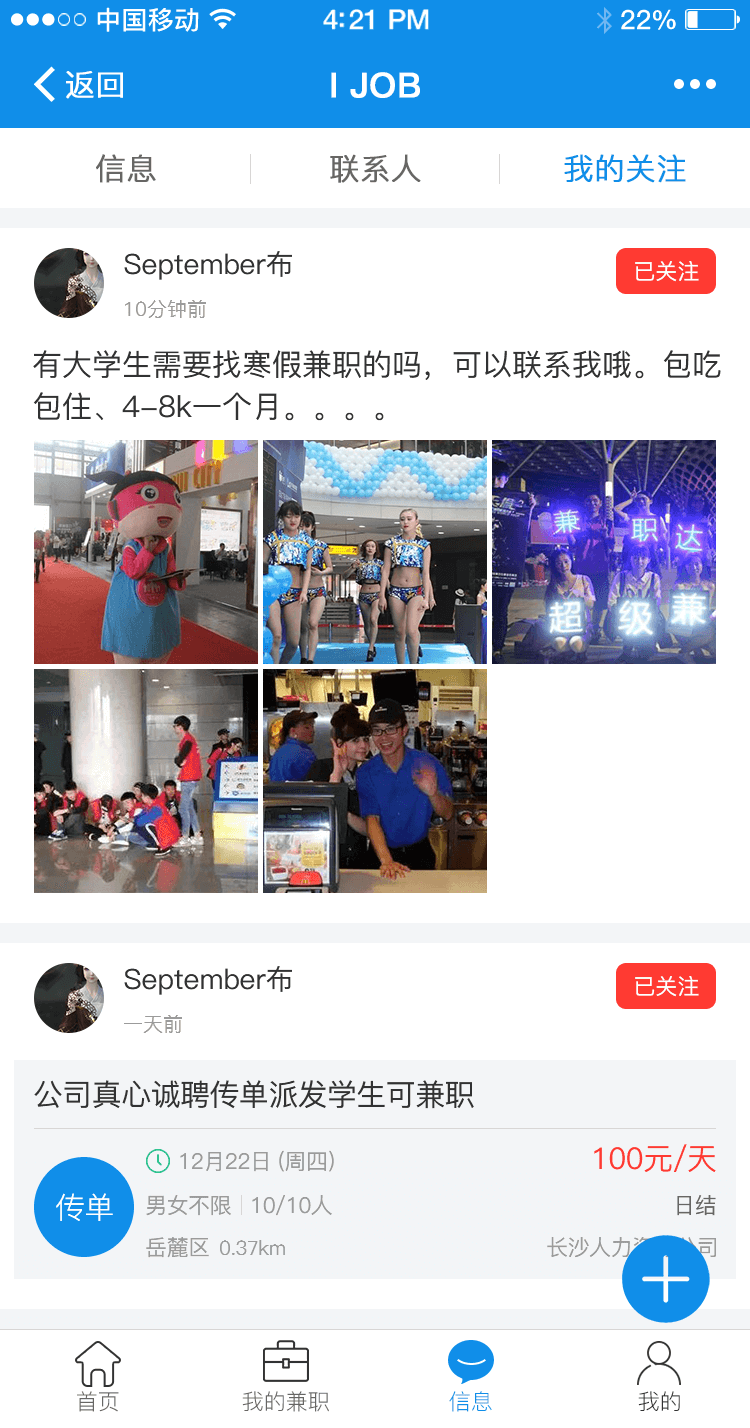 中国移动 4:21 PM 22%
返回 I JOB
信息 联系人 我的关注
September布 已关注
10分钟前
有大学生需要找寒假兼职的吗，可以联系我哦。包吃
包住、4-8k一个月。。。。
CITY
兼 职 达
超 级 兼
September布 已关注
一天前
公司真心诚聘传单派发学生可兼职
传单
12月22日 (周四) 100元/天
男女不限 10/10人 日结
岳麓区 0.37km 长沙人力 公司
首页 我的兼职 信息 我的